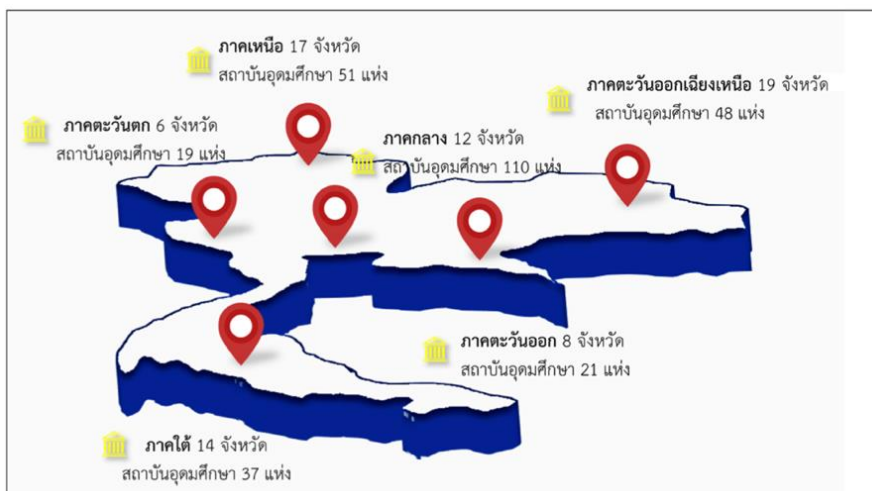 ภาคเหนือ 17 จังหวัด
สถาบันอุดมศึกษา 51 แห่ง
ภาคตะวันออกเฉียงเหนือ 19 จังหวัด
สถาบันอุดมศึกษา 48 แห่ง
ภาคตะวันตก 6 จังหวัด
สถาบันอุดมศึกษา 19 แห่ง
ภาคกลาง 12 จังหวัด
สถาบันอุดมศึกษา 110 แห่ง
ภาคตะวันออก 8 จังหวัด
สถาบันอุดมศึกษา 21 แห่ง
ภาคใต้ 14 จังหวัด
สถาบันอุดมศึกษา 37 แห่ง